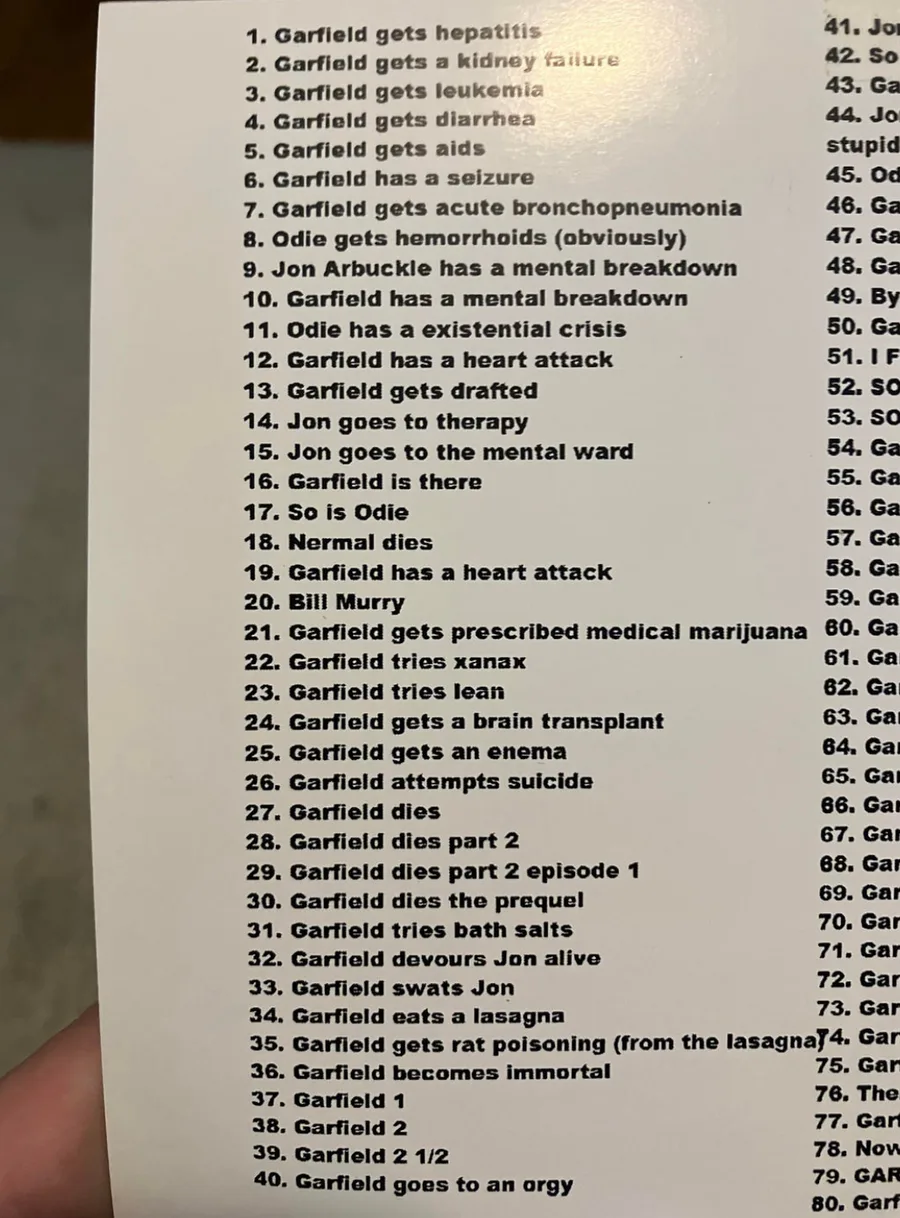 1. Garfield gets hepatitis
2. Garfield gets a kidney failure
3. Garfield gets leukemia
4. Garfield gets diarrhea
5. Garfield gets aids
6. Garfield has a seizure
7. Garfield gets acute bronchopneumonia
8. Odie gets hemorrhoids (obviously)
9. Jon Arbuckle has a mental breakdown
10. Garfield has a mental breakdown
11. Odie has a existential crisis
12. Garfield has a heart attack
13. Garfield gets drafted
14. Jon goes to therapy
15. Jon goes to the mental ward
16. Garfield is there
17. So is Odie
18. Nermal dies
19. Garfield has a heart attack
20. Bill Murry
21. Garfield gets prescribed medical marijuana
22. Garfield tries xanax
23. Garfield tries lean
24. Garfield gets a brain transplant
25. Garfield gets an enema
26. Garfield attempts suicide
27. Garfield dies
28. Garfield dies part 2
29. Garfield dies part 2 episode 1
30. Garfield dies the prequel
31. Garfield tries bath salts
32. Garfield devours Jon alive
33. Garfield swats Jon
34. Garfield eats a lasagna
35. Garfield gets rat poisoning (from the lasagna)
36. Garfield becomes immortal
37. Garfield 1
38. Garfield 2
39. Garfield 2 1/2
40. Garfield goes to an orgy
41.
42. So
43.
44.
stupid
45.
46.
47.
48.
49. By
50.
51. I
52.
53.
54.
55.
56.
57.
58.
59.
60.
61.
62.
63.
64.
65.
66.
67.
68.
69.
70.
71.
72.
73.
74.
75.
76. The
77.
78. Now
79.
80.